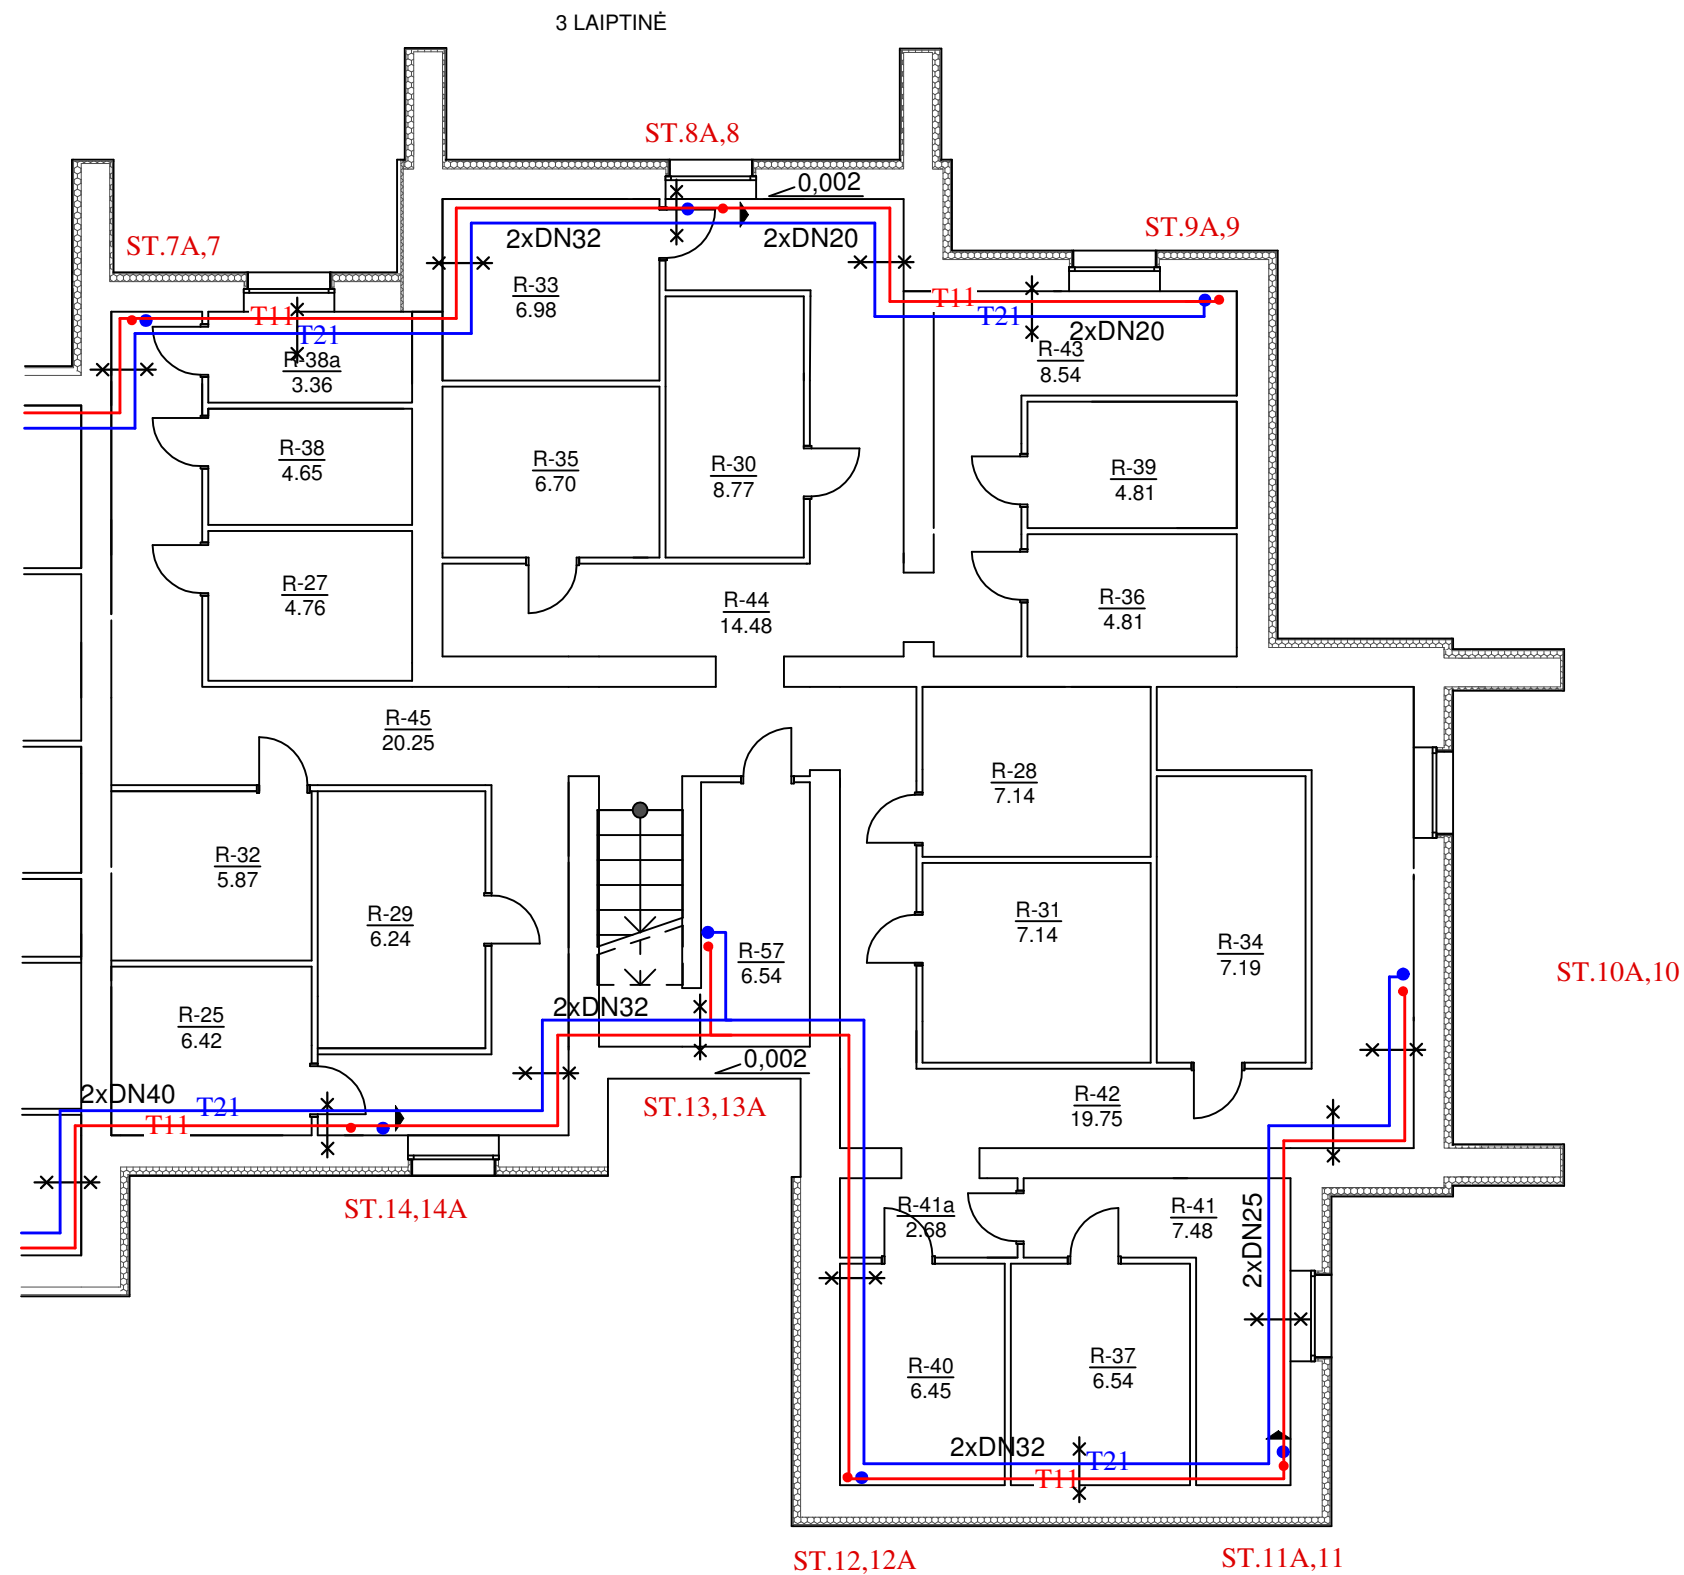 3 LAIPTINĖ
ST.8A,8
0,002
ST.7A,7
ST.9A,9
2xDN32
2xDN20
R-33
6.98
T11
T21
T11
T21
2xDN20
R-38a
3.36
R-43
8.54
R-38
4.65
R-35
6.70
R-30
8.77
R-39
4.81
R-27
4.76
R-44
14.48
R-36
4.81
R-45
20.25
R-28
7.14
R-32
5.87
R-29
6.24
R-31
7.14
R-34
7.19
R-57
6.54
ST.10A,10
R-25
6.42
2xDN32
0,002
2xDN40
T21
T11
ST.13,13A
R-42
19.75
ST.14,14A
R-41a
2.68
R-41
7.48
2xDN25
R-40
6.45
R-37
6.54
2xDN32
T21
T11
ST.12,12A
ST.11A,11